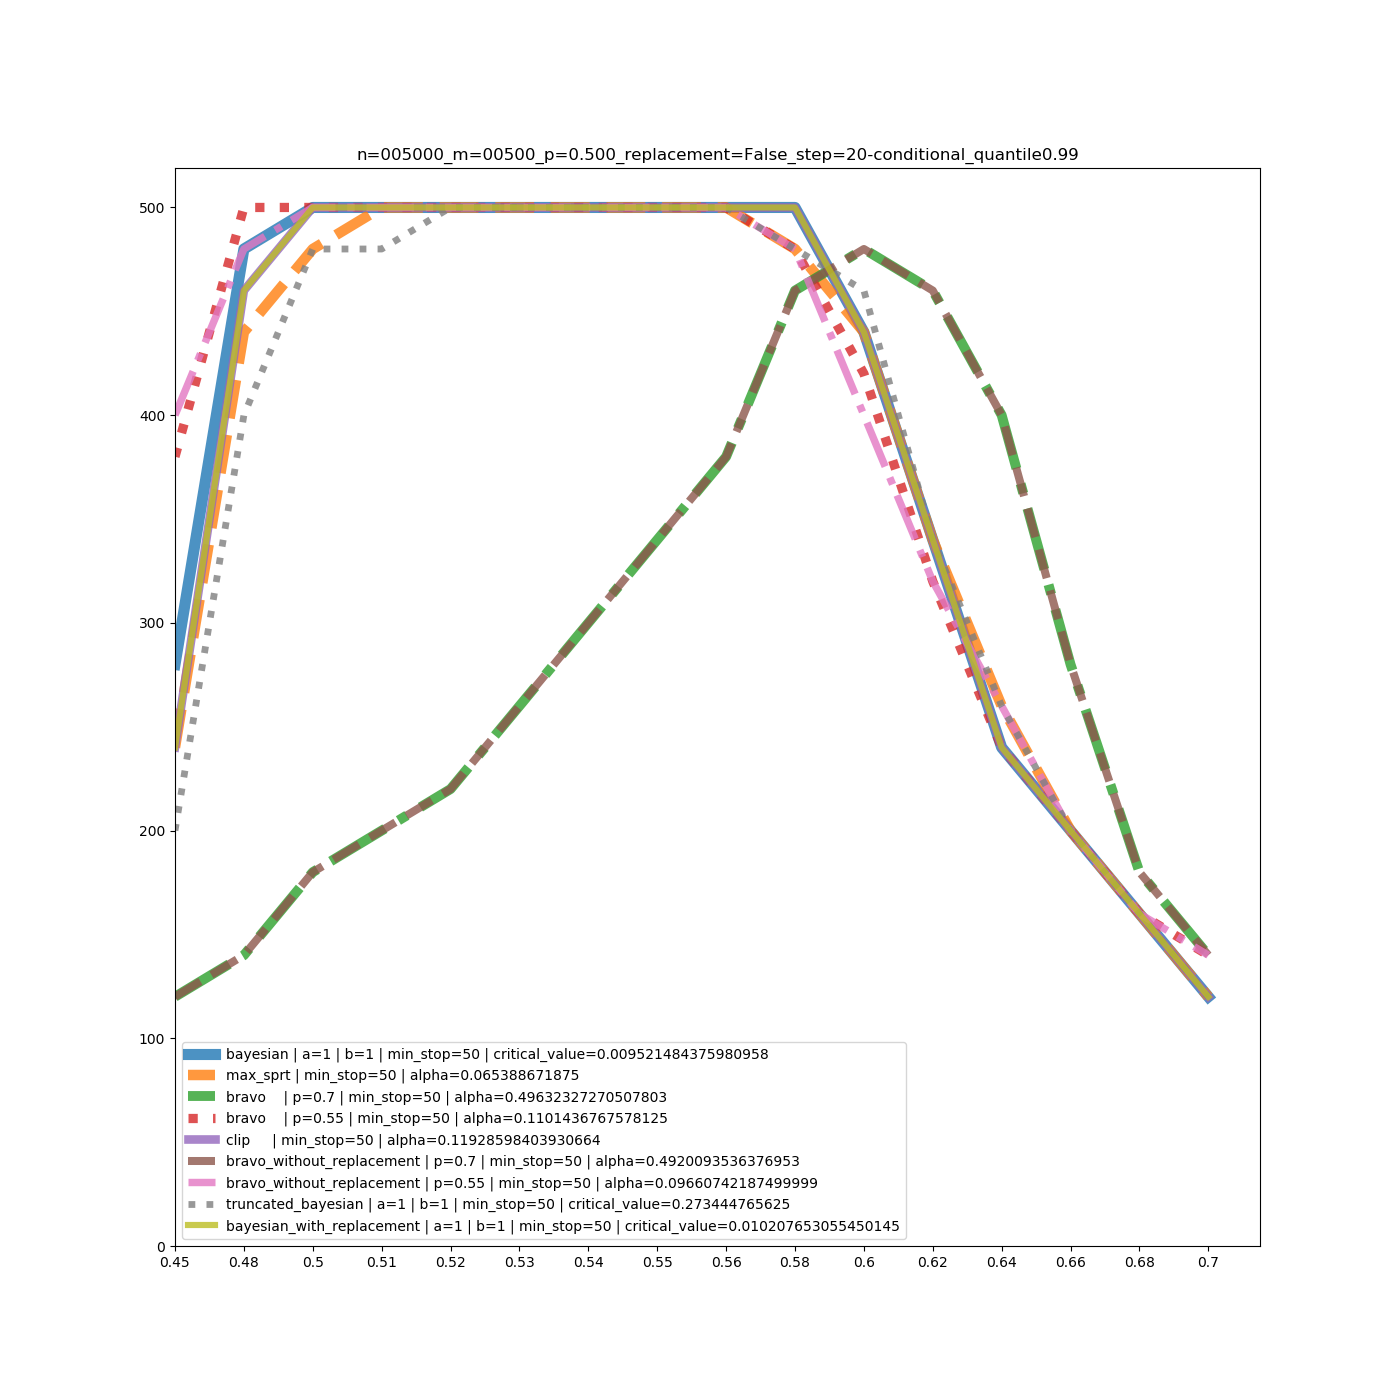 n=005000_m=00500_p=0.500_replacement=False_step=20-conditional_quantile0.99
500
400
300
200
100
0
bayesian | a=1 | b=1 | min_stop=50 | critical_value=0.009521484375980958
max_sprt | min_stop=50 | alpha=0.065388671875
bravo | p=0.7 | min_stop=50 | alpha=0.49632327270507803
bravo | p=0.55 | min_stop=50 | alpha=0.1101436767578125
clip | min_stop=50 | alpha=0.11928598403930664
bravo_without_replacement | p=0.7 | min_stop=50 | alpha=0.4920093536376953
bravo_without_replacement | p=0.55 | min_stop=50 | alpha=0.09660742187499999
truncated_bayesian | a=1 | b=1 | min_stop=50 | critical_value=0.273444765625
bayesian_with_replacement | a=1 | b=1 | min_stop=50 | critical_value=0.010207653055450145
0.45 0.48 0.5 0.51 0.52 0.53 0.54 0.55 0.56 0.58 0.6 0.62 0.64 0.66 0.68 0.7